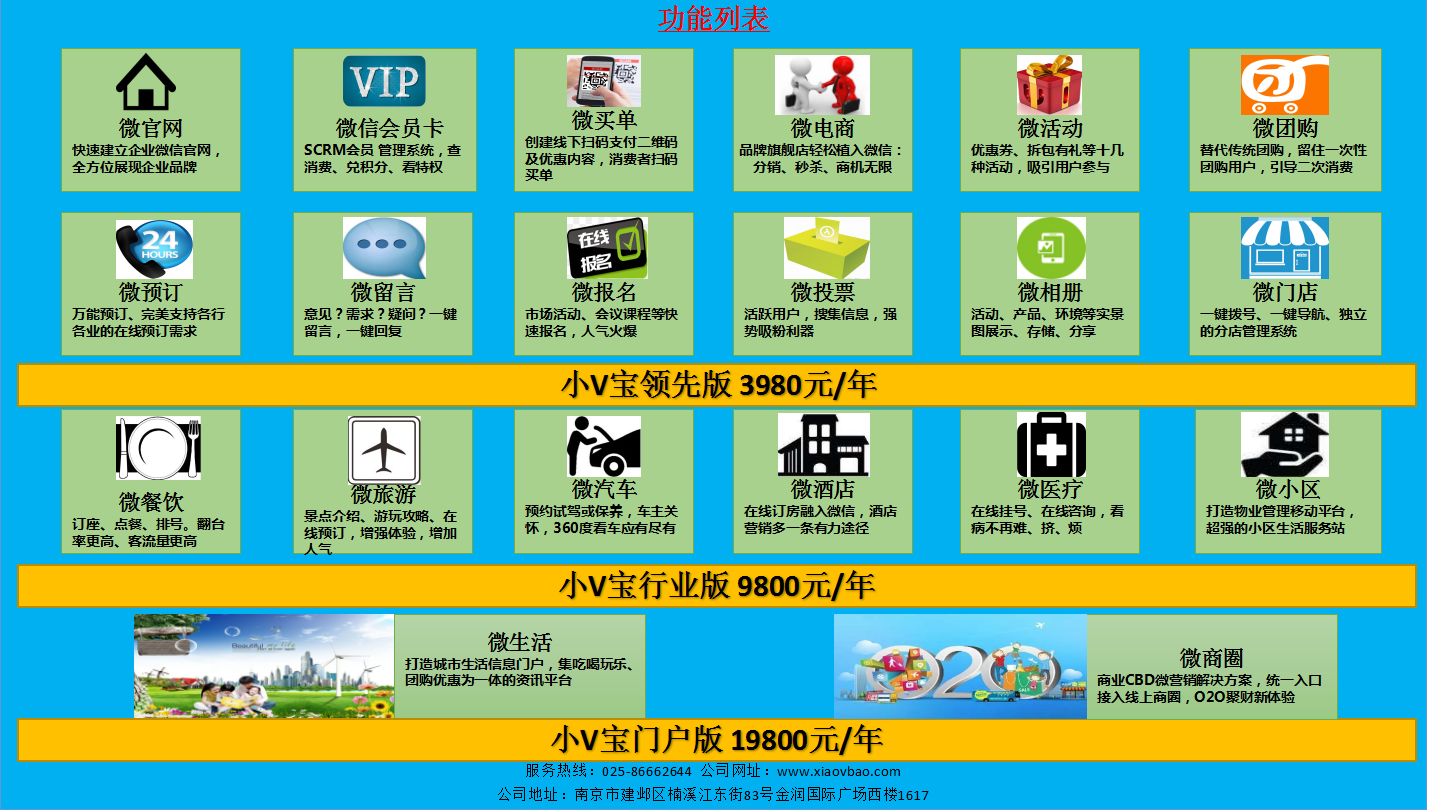 功能列表
VIP
微官网
快速建立企业微信官网，
全方位展现企业品牌
微信会员卡
SCRM会员 管理系统，查
消费、兑积分、看特权
微买单
创建线下扫码支付二维码
及优惠内容，消费者扫码
买单
微电商
品牌旗舰店轻松植入微信：
分销、秒杀、商机无限
微活动
优惠券、拆包有礼等十几
种活动，吸引用户参与
微团购
替代传统团购，留住一次性
团购用户，引导二次消费
24
HOURS
微预订
万能预订、完美支持各行
各业的在线预订需求
微留言
意见？需求？疑问？一键
留言，一键回复
在线
报名
微报名
市场活动、会议课程等快
速报名，人气火爆
微投票
活跃用户，搜集信息，强
势吸粉利器
微相册
活动、产品、环境等实景
图展示、存储、分享
微门店
一键拨号、一键导航、独立
的分店管理系统
小V宝领先版 3980元/年
微餐饮
订座、点餐、排号。翻台
率更高、客流量更高
微旅游
景点介绍、游玩攻略、在
线预订，增强体验，增加
人气
微汽车
预约试驾或保养，车主关
怀，360度看车应有尽有
微酒店
在线订房融入微信，酒店
营销多一条有力途径
微医疗
在线挂号、在线咨询，看
病不再难、挤、烦
微小区
打造物业管理移动平台，
超强的小区生活服务站
小V宝行业版 9800元/年
Beautiful my life
微生活
打造城市生活信息门户，集吃喝玩乐、
团购优惠为一体的资讯平台
O2O
微商圈
商业CBD微营销解决方案，统一入口
接入线上商圈，O2O聚财新体验
小V宝门户版 19800元/年
服务热线：025-86662644 公司网址：www.xiaovbao.com
公司地址：南京市建邺区楠溪江东街83号金润国际广场西楼1617